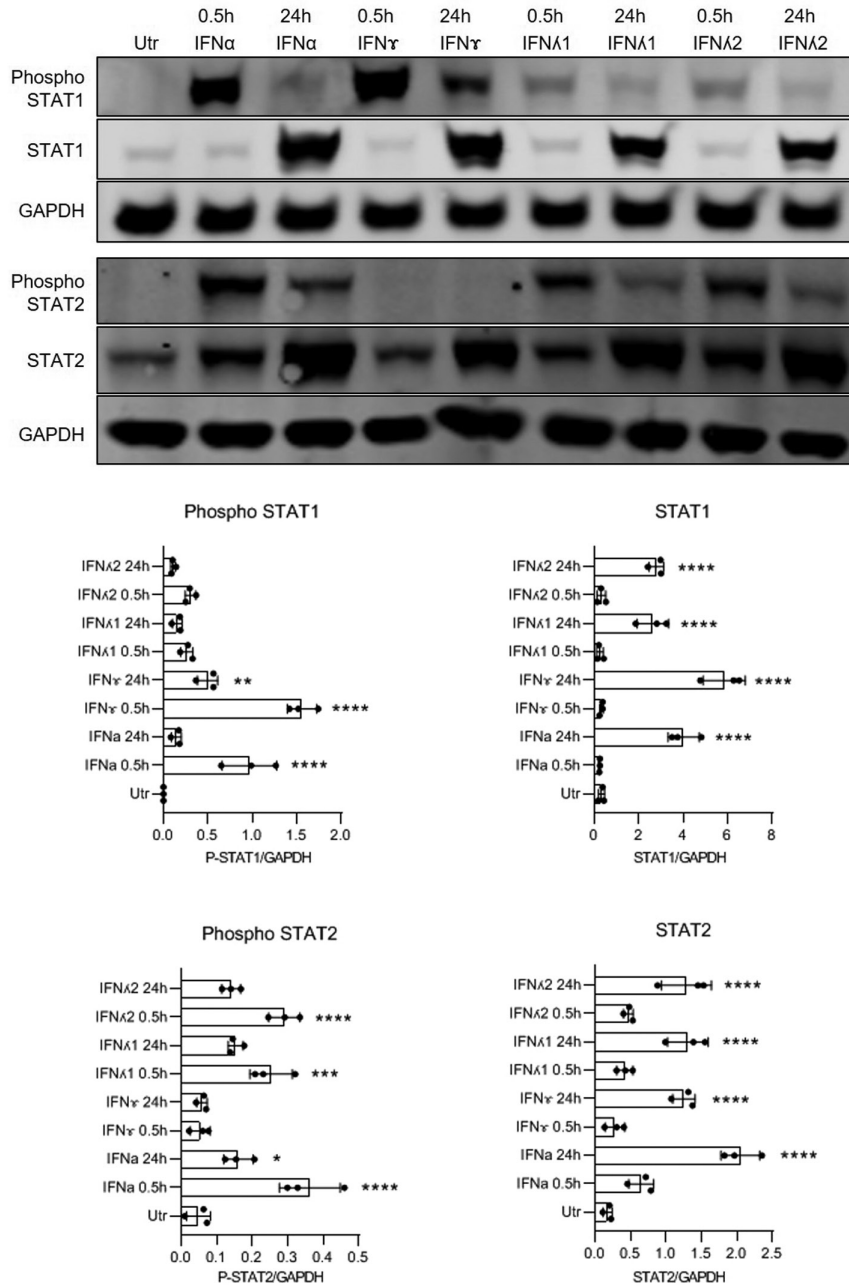 0.5h 24h 0.5h 24h 0.5h 24h 0.5h 24h
Utr IFNα IFNα IFNɤ IFNɤ IFNʎ1 IFNʎ1 IFNʎ2 IFNʎ2
Phospho
STAT1
STAT1
GAPDH
Phospho
STAT2
STAT2
GAPDH
Phospho STAT1
IFNʎ2 24h
IFNʎ2 0.5h
IFNʎ1 24h
IFNʎ1 0.5h
IFNɤ 24h **
IFNɤ 0.5h ****
IFNa 24h
IFNa 0.5h ****
Utr
0.0 0.5 1.0 1.5 2.0
P-STAT1/GAPDH
STAT1
IFNʎ2 24h ****
IFNʎ2 0.5h
IFNʎ1 24h ****
IFNʎ1 0.5h
IFNɤ 24h ****
IFNɤ 0.5h
IFNa 24h ****
IFNa 0.5h
Utr
0 2 4 6 8
STAT1/GAPDH
Phospho STAT2
IFNʎ2 24h
IFNʎ2 0.5h ****
IFNʎ1 24h
IFNʎ1 0.5h ***
IFNɤ 24h
IFNɤ 0.5h
IFNa 24h *
IFNa 0.5h ****
Utr
0.0 0.1 0.2 0.3 0.4 0.5
P-STAT2/GAPDH
STAT2
IFNʎ2 24h ****
IFNʎ2 0.5h
IFNʎ1 24h ****
IFNʎ1 0.5h
IFNɤ 24h ****
IFNɤ 0.5h
IFNa 24h ****
IFNa 0.5h
Utr
0.0 0.5 1.0 1.5 2.0 2.5
STAT2/GAPDH